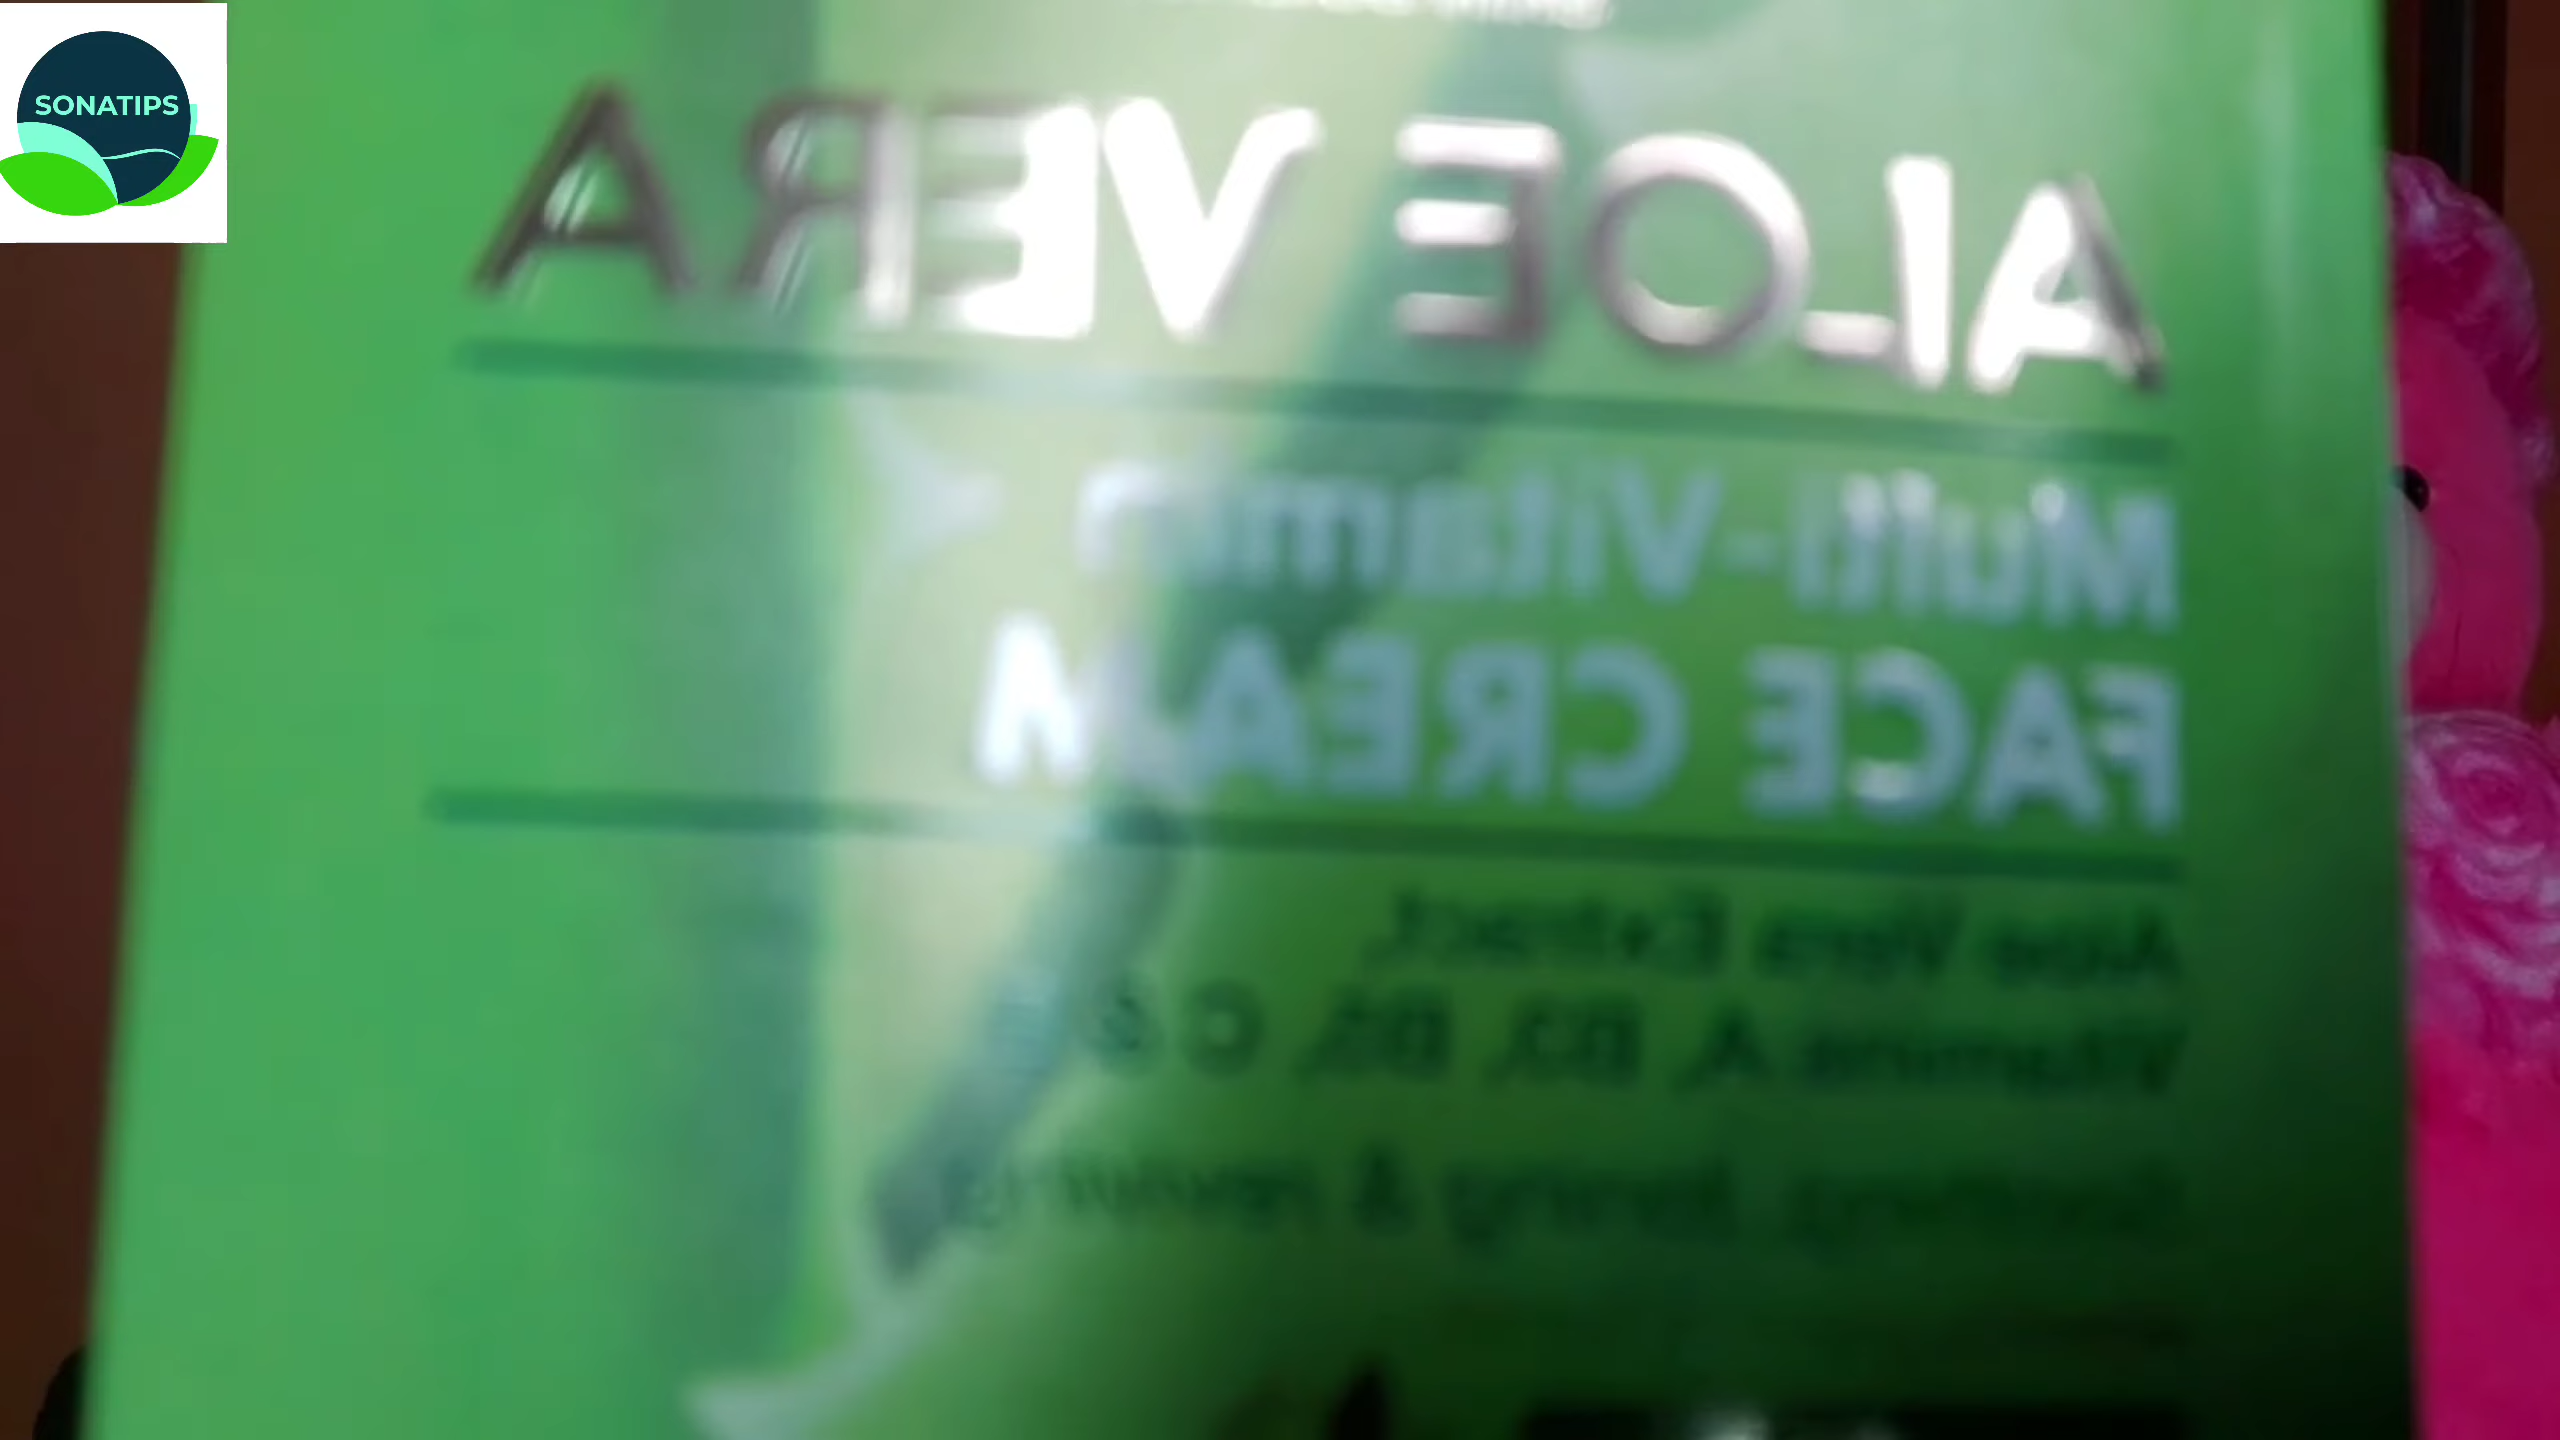 SONATIPS
ALOE VERA
Multi-Vitamin
FACE CREAM
Aloe Vera Extract,
Vitamins A, B3, B5, C & E